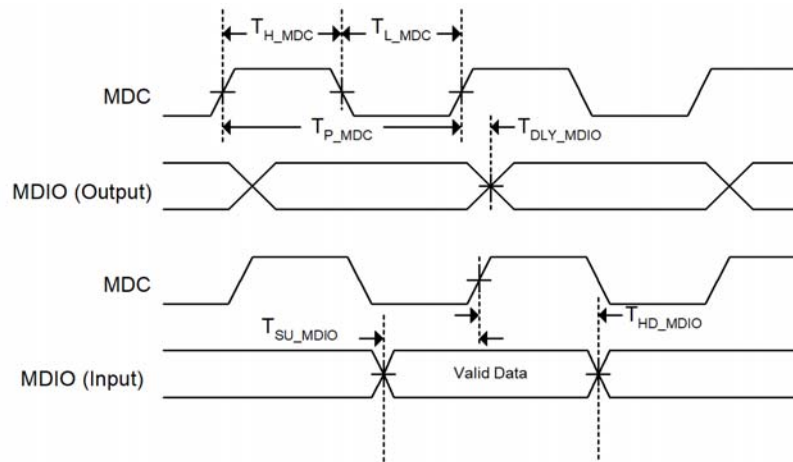 T_H_MDC T_L_MDC
MDC
T_P_MDC T_DLY_MDIO
MDIO (Output)
MDC
T_SU_MDIO T_HD_MDIO
MDIO (Input) Valid Data